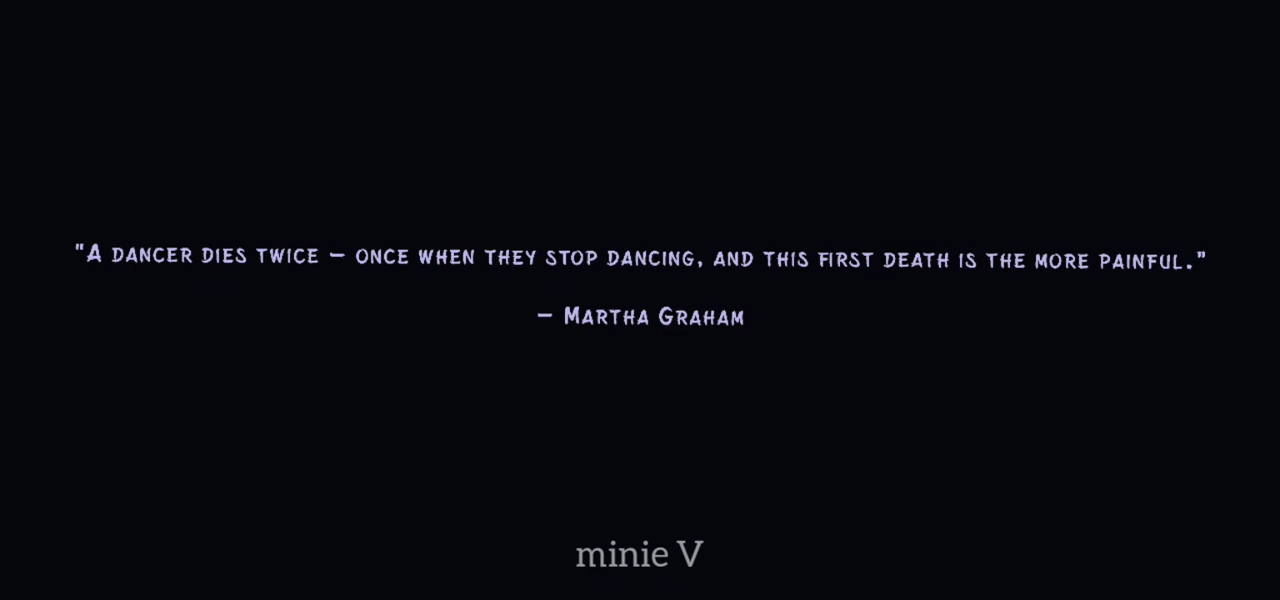 "A DANCER DIES TWICE — ONCE WHEN THEY STOP DANCING, AND THIS FIRST DEATH IS THE MORE PAINFUL."
— MARTHA GRAHAM
minie V